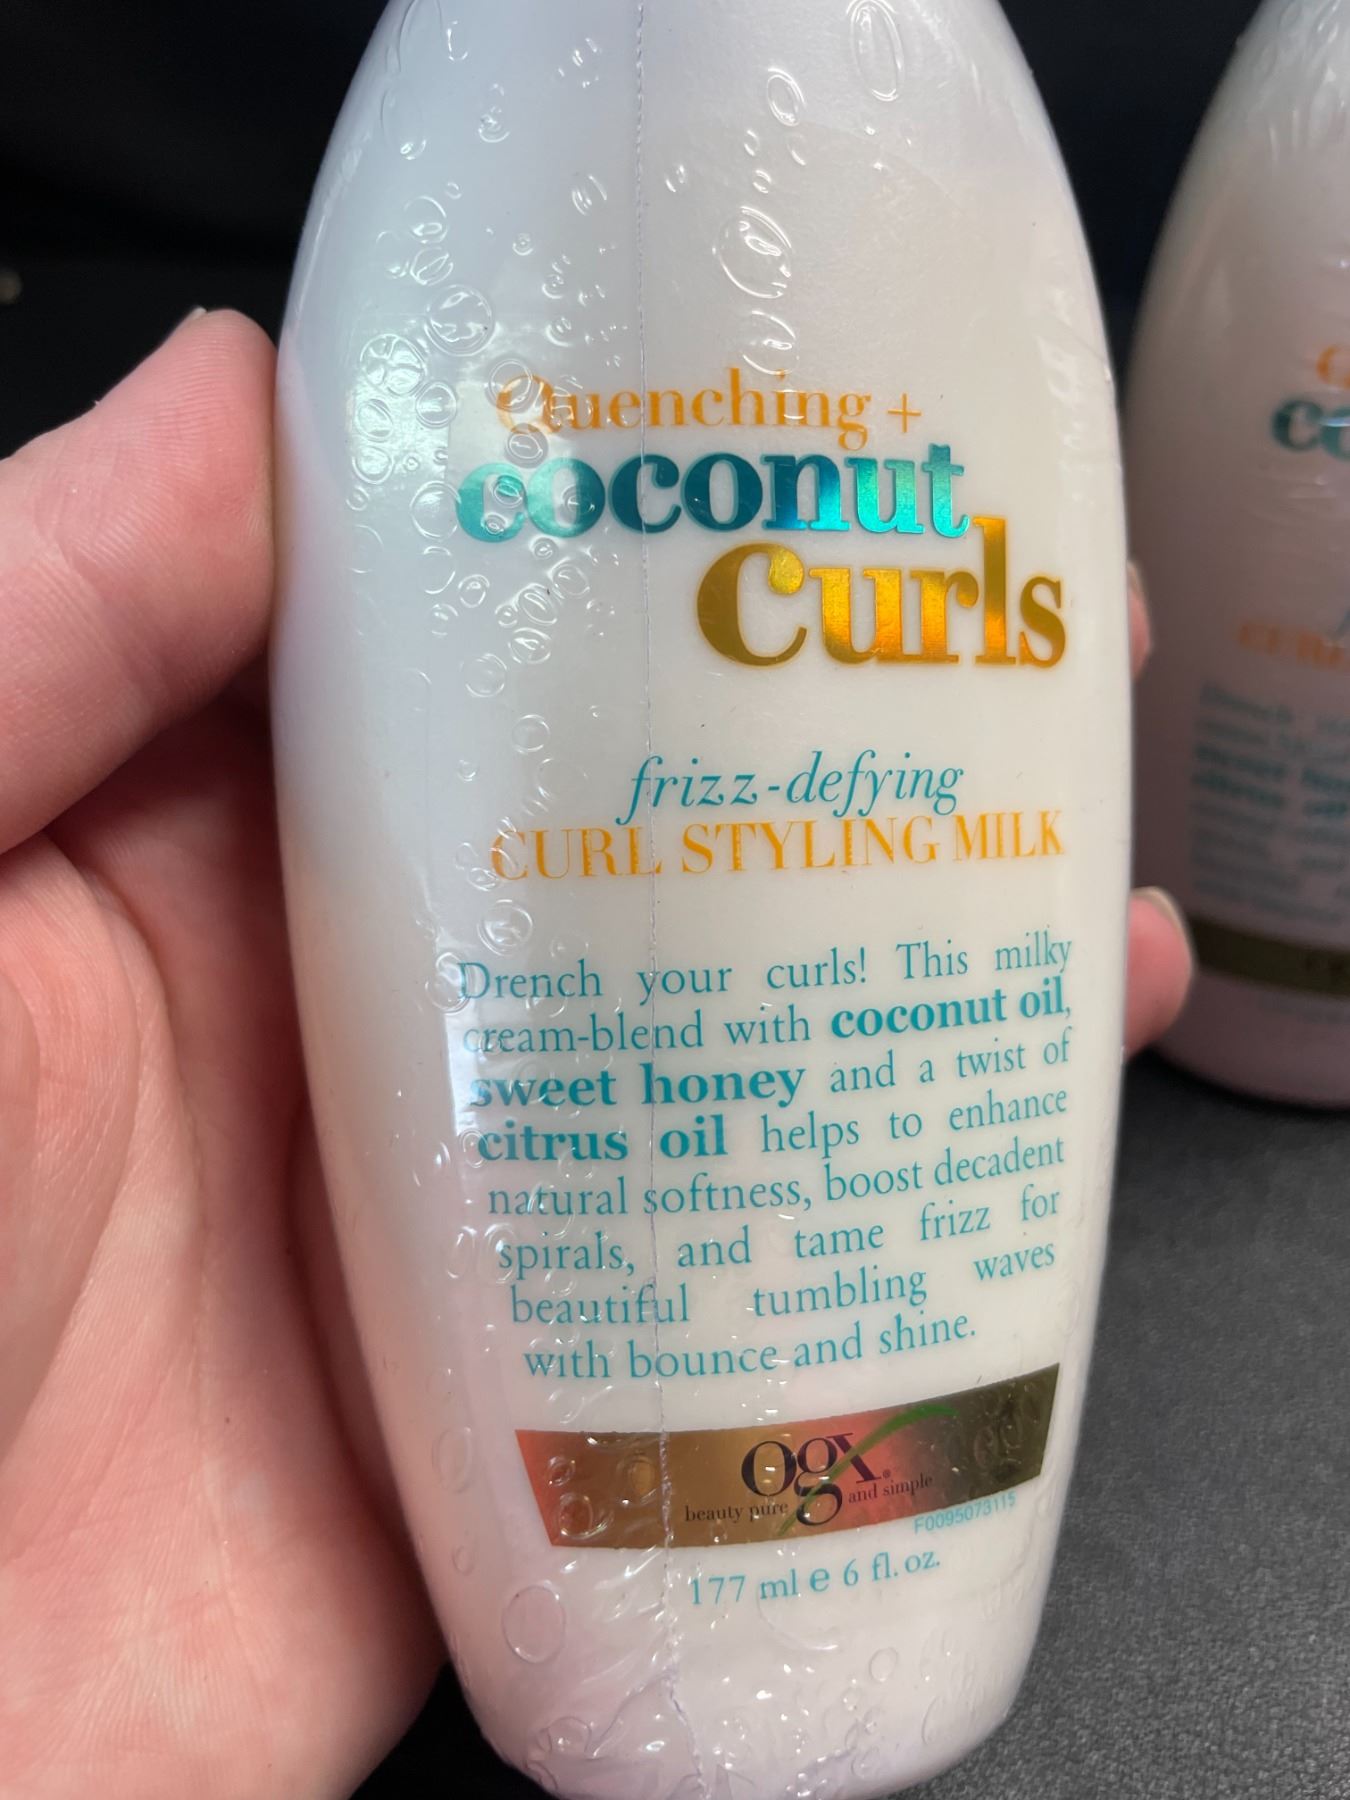 Quenching +
coconut
curls
frizz-defying
CURL STYLING MILK
Drench your curls! This milky
cream-blend with coconut oil,
sweet honey and a twist of
citrus oil helps to enhance
natural softness, boost decadent
spirals, and tame frizz for
beautiful tumbling waves
with bounce and shine.
ogx®
beauty pure and simple
F0095073115
177 ml e 6 fl. oz.